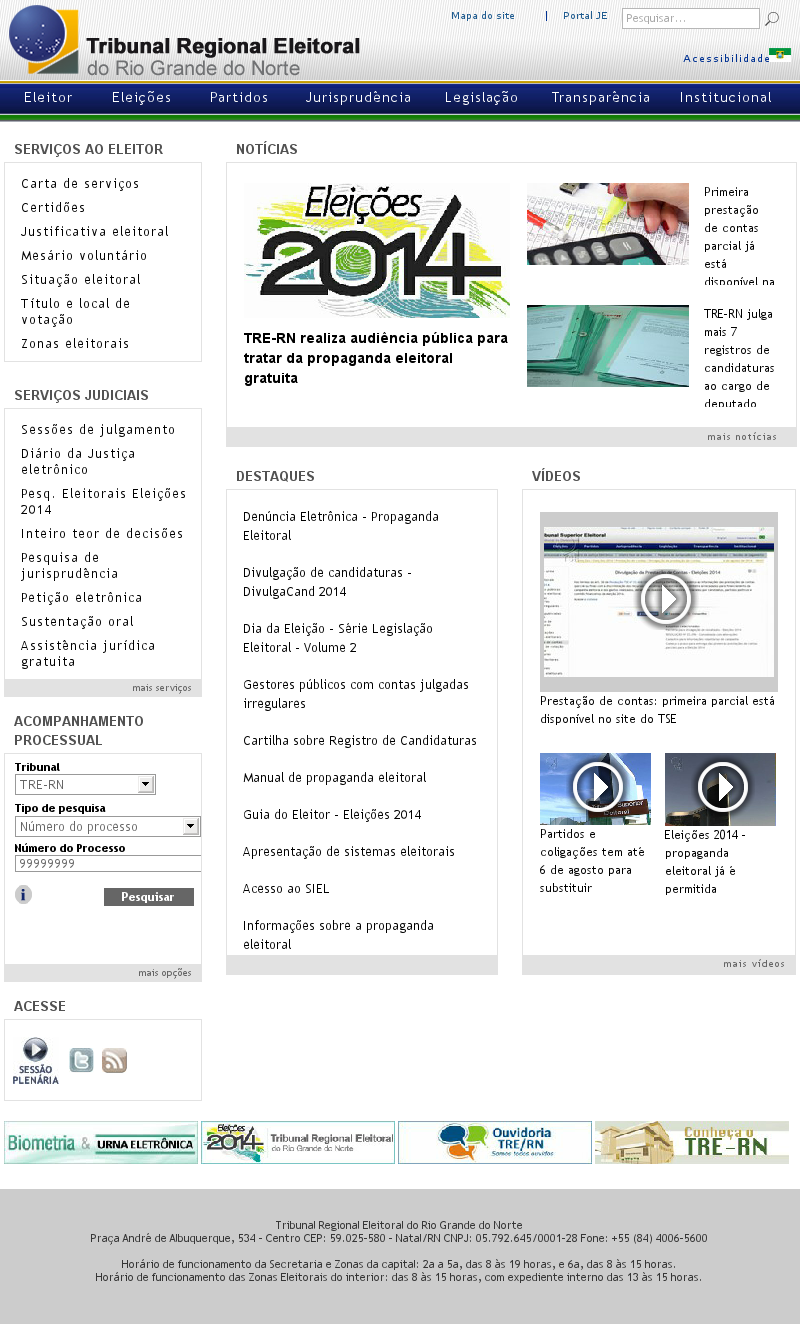 Mapa do site
Portal JE
Pesquisar...
Tribunal Regional Eleitoral
do Rio Grande do Norte
Acessibilidade
Eleitor
Eleições
Partidos
Jurisprudência
Legislação
Transparência
Institucional
SERVIÇOS AO ELEITOR
Carta de serviços
Certidões
Justificativa eleitoral
Mesário voluntário
Situação eleitoral
Título e local de
votação
Zonas eleitorais
SERVIÇOS JUDICIAIS
Sessões de julgamento
Diário da Justiça
eletrônico
Pesq. Eleitorais Eleições
2014
Inteiro teor de decisões
Pesquisa de
jurisprudência
Petição eletrônica
Sustentação oral
Assistência jurídica
gratuita
mais serviços
ACOMPANHAMENTO
PROCESSUAL
Tribunal
TRE-RN
Tipo de pesquisa
Número do processo
Número do Processo
99999999
Pesquisar
mais opções
ACESSE
SESSÃO
PLENÁRIA
NOTÍCIAS
Eleições
2014
TRE-RN realiza audiência pública para
tratar da propaganda eleitoral
gratuita
Primeira
prestação
de contas
parcial já
está
disponível na
TRE-RN julga
mais 7
registros de
candidaturas
ao cargo de
deputado
mais notícias
DESTAQUES
Denúncia Eletrônica - Propaganda
Eleitoral
Divulgação de candidaturas -
DivulgaCand 2014
Dia da Eleição - Série Legislação
Eleitoral - Volume 2
Gestores públicos com contas julgadas
irregulares
Cartilha sobre Registro de Candidaturas
Manual de propaganda eleitoral
Guia do Eleitor - Eleições 2014
Apresentação de sistemas eleitorais
Acesso ao SIEL
Informações sobre a propaganda
eleitoral
VÍDEOS
bunal Superior Eleitoral
Prestação de contas: primeira parcial está
disponível no site do TSE
Partidos e
coligações tem até
6 de agosto para
substituir
Eleições 2014 -
propaganda
eleitoral já é
permitida
mais vídeos
Biometria & URNA ELETRÔNICA
Eleições
2014
Tribunal Regional Eleitoral
do Rio Grande do Norte
Ouvidoria
TRE/RN
Somos todos ouvidos
Conheça o
TRE-RN
Tribunal Regional Eleitoral do Rio Grande do Norte
Praça André de Albuquerque, 534 - Centro CEP: 59.025-580 - Natal/RN CNPJ: 05.792.645/0001-28 Fone: +55 (84) 4006-5600
Horário de funcionamento da Secretaria e Zonas da capital: 2a a 5a, das 8 às 19 horas, e 6a, das 8 às 15 horas.
Horário de funcionamento das Zonas Eleitorais do interior: das 8 às 15 horas, com expediente interno das 13 às 15 horas.